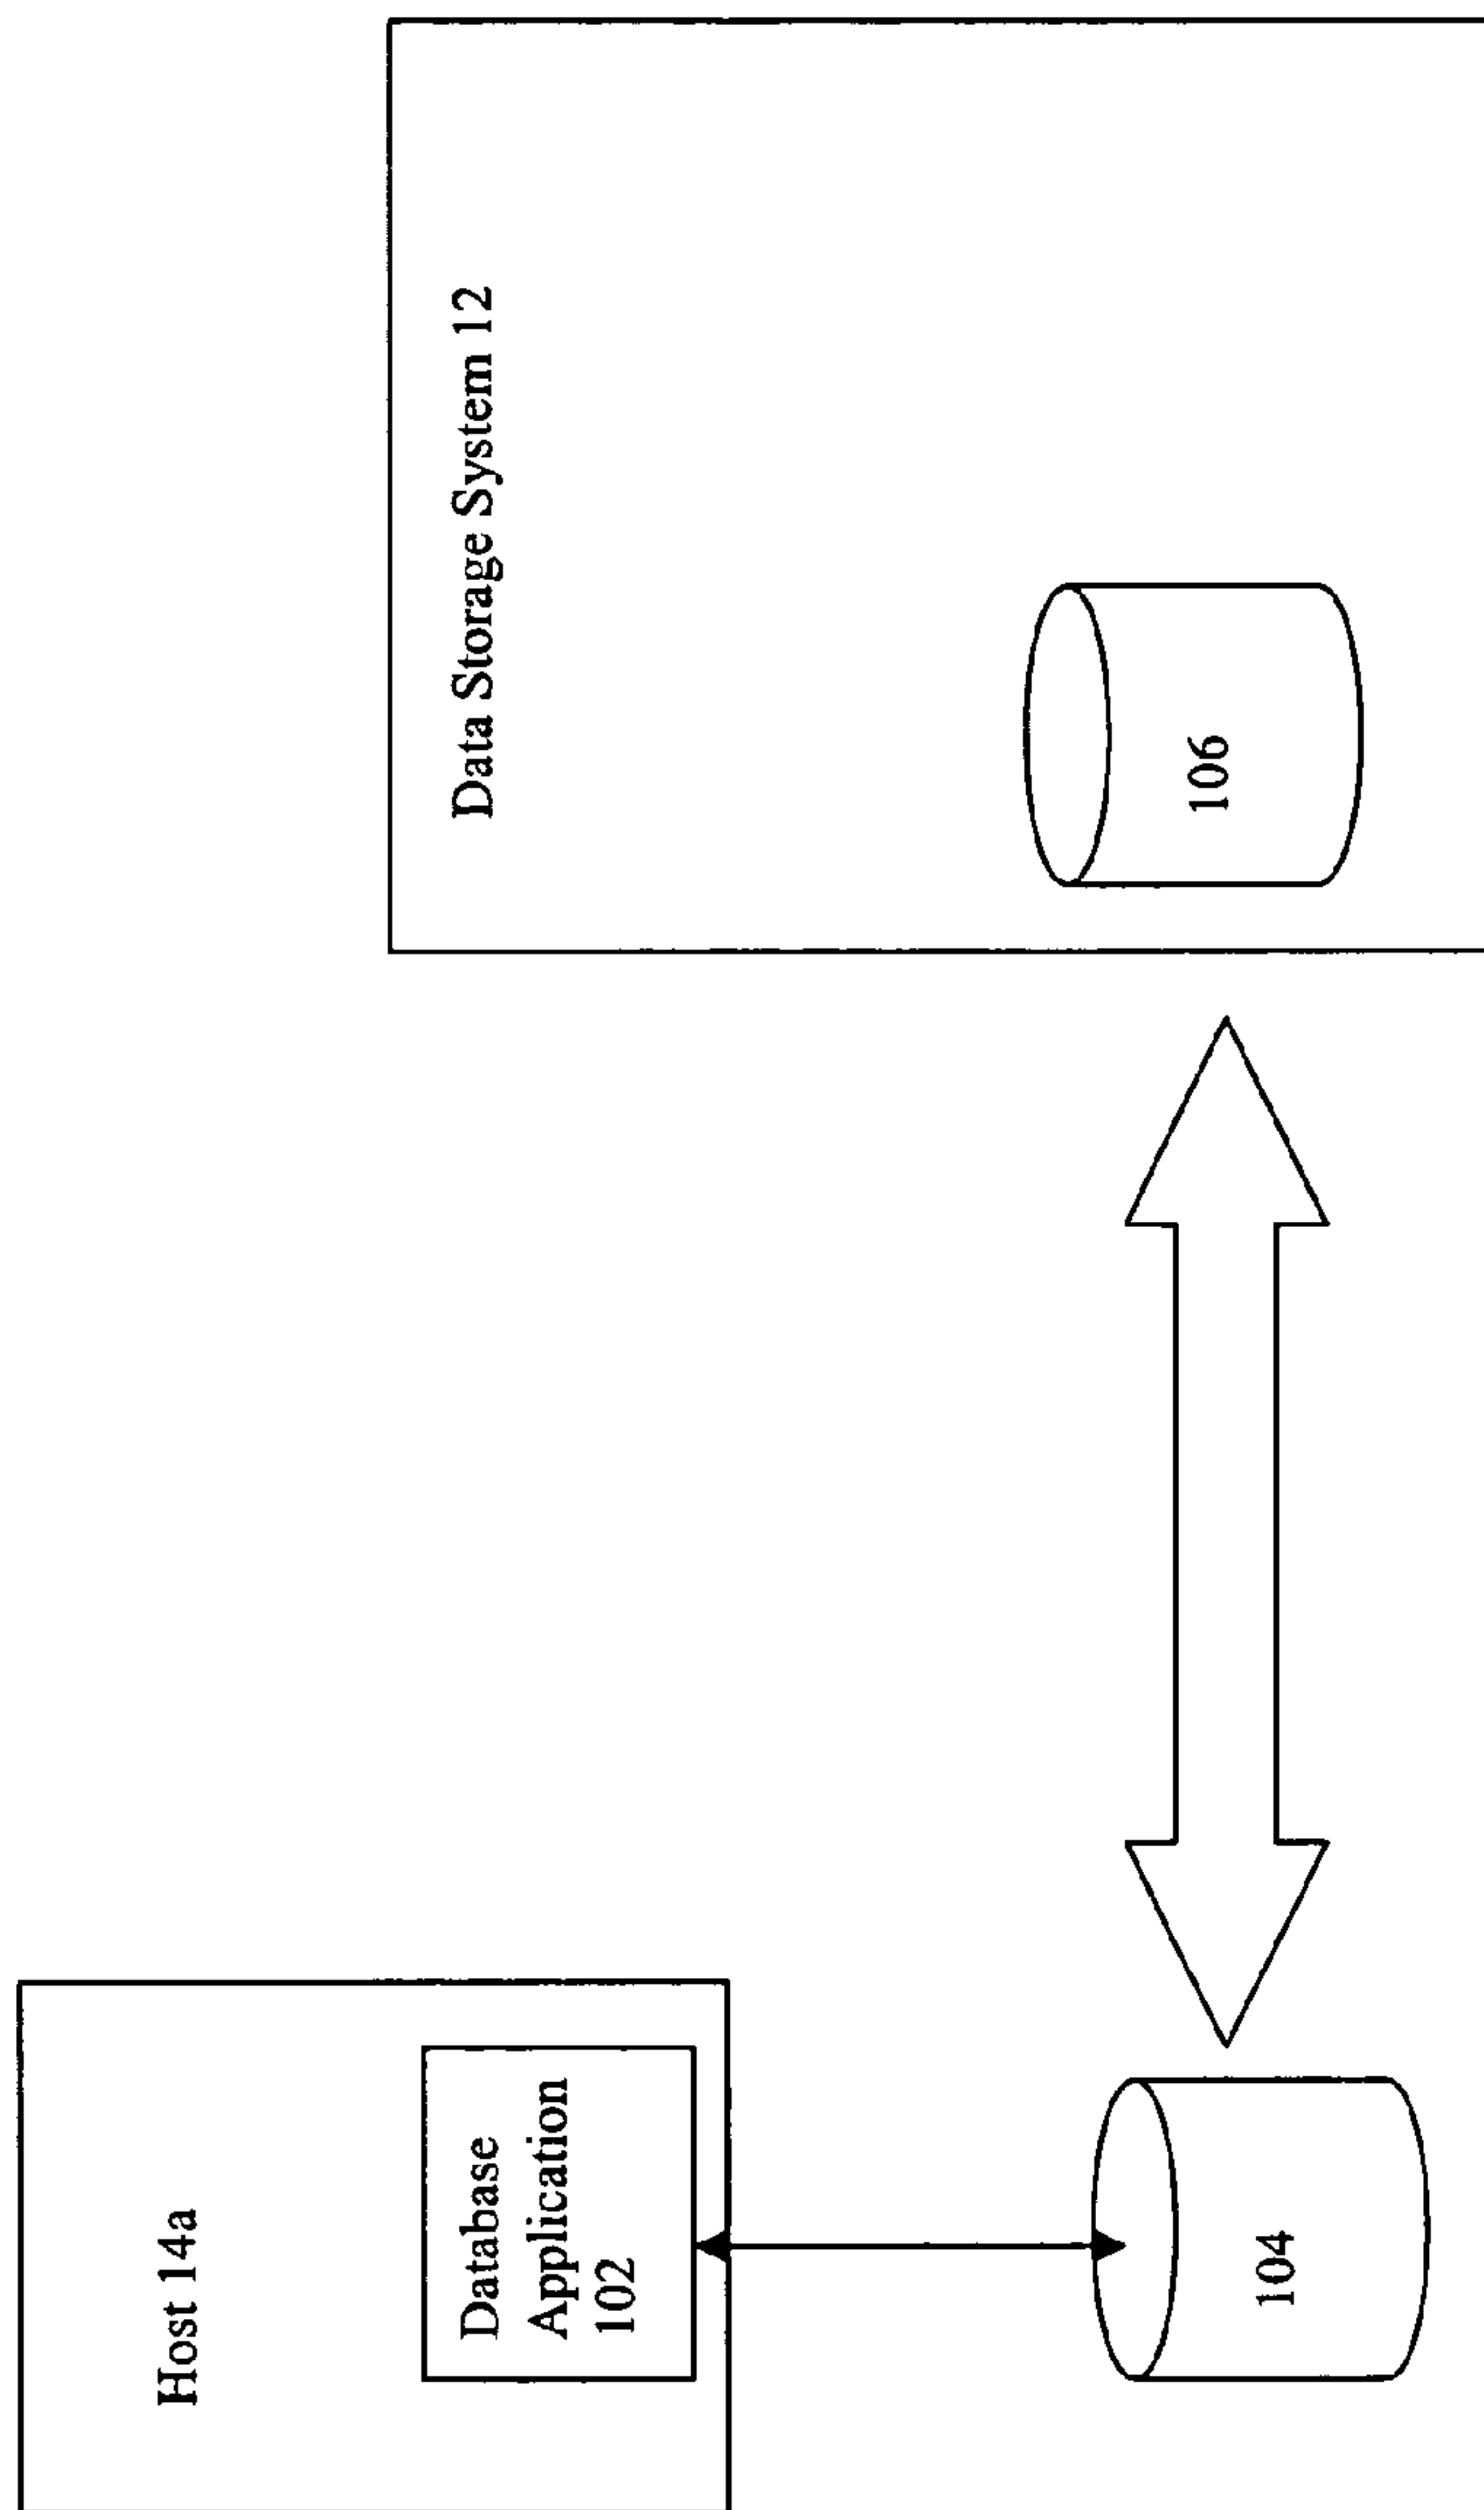 Host 14a
Database
Application
102
104
Data Storage System 12
106